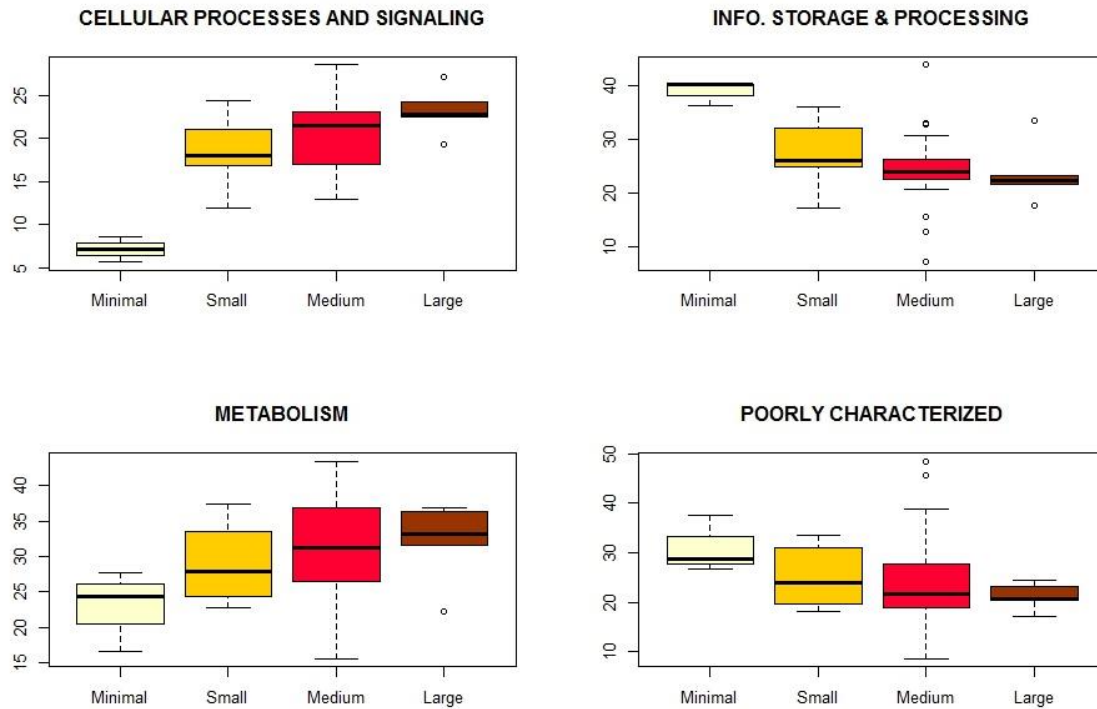 CELLULAR PROCESSES AND SIGNALING
25
20
15
10
5
Minimal Small Medium Large
INFO. STORAGE & PROCESSING
40
30
20
10
Minimal Small Medium Large
METABOLISM
40
35
30
25
20
15
Minimal Small Medium Large
POORLY CHARACTERIZED
50
40
30
20
10
Minimal Small Medium Large